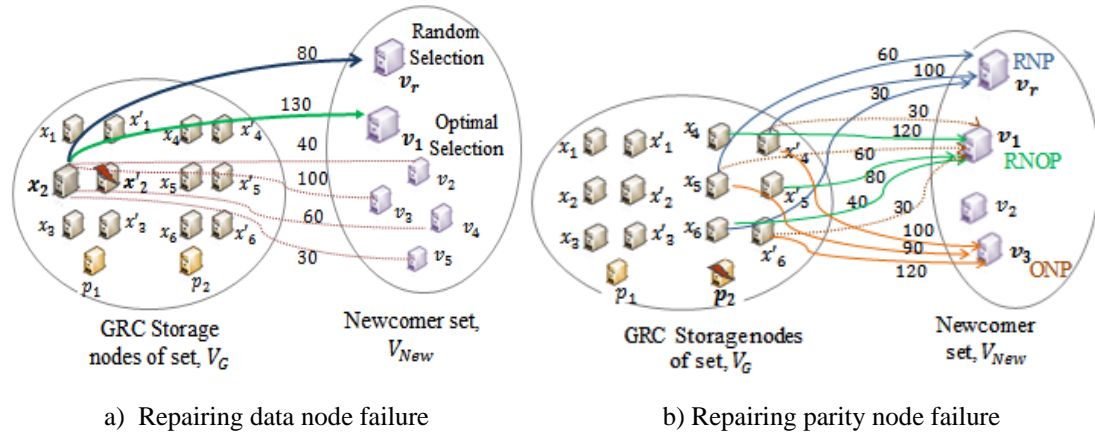 Random
Selection
v_r
80
130
v_1
Optimal
Selection
40
v_2
100
v_3
60
v_4
30
v_5
x_1
x'_1
x_4
x'_4
x_2
x'_2
x_5
x'_5
x_3
x'_3
x_6
x'_6
p_1
p_2
GRC Storage
nodes of set, V_G
Newcomer set,
V_New
a) Repairing data node failure
60
RNP
100
v_r
30
30
120
v_1
RNOP
60
80
40
30
v_2
100
90
v_3
ONP
120
x_1
x'_1
x_4
x'_4
x_2
x'_2
x_5
x'_5
x_3
x'_3
x_6
x'_6
p_1
p_2
GRC Storage nodes
of set, V_G
Newcomer
set, V_New
b) Repairing parity node failure